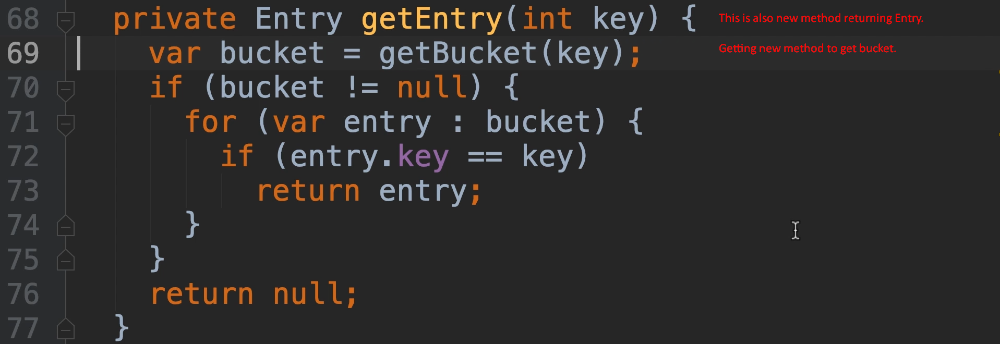 68 private Entry getEntry(int key) { This is also new method returning Entry.
69 var bucket = getBucket(key); Getting new method to get bucket.
70 if (bucket != null) {
71 for (var entry : bucket) {
72 if (entry.key == key)
73 return entry;
74 }
75 }
76 return null;
77 }